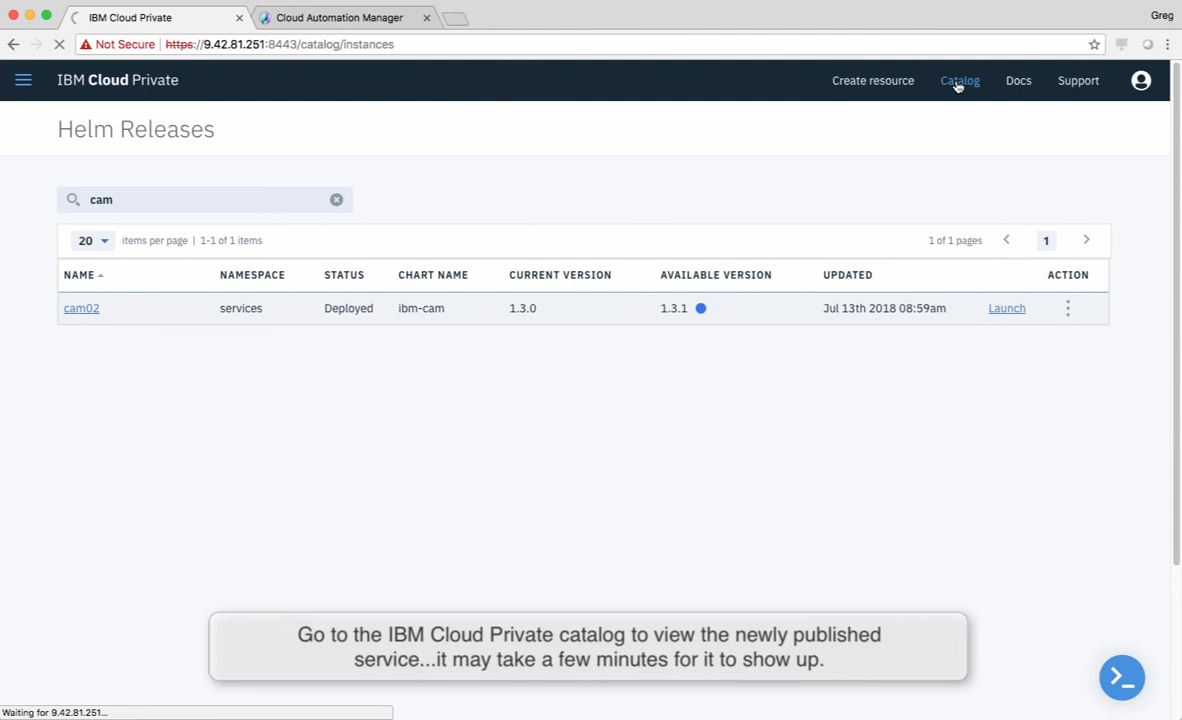 IBM Cloud Private
Cloud Automation Manager
Greg
Not Secure https://9.42.81.251:8443/catalog/instances
IBM Cloud Private
Create resource
Catalog
Docs
Support
Helm Releases
cam
20 items per page | 1-1 of 1 items
1 of 1 pages
1
NAME NAMESPACE STATUS CHART NAME CURRENT VERSION AVAILABLE VERSION UPDATED ACTION
cam02 services Deployed ibm-cam 1.3.0 1.3.1 Jul 13th 2018 08:59am Launch
Go to the IBM Cloud Private catalog to view the newly published
service...it may take a few minutes for it to show up.
Waiting for 9.42.81.251...